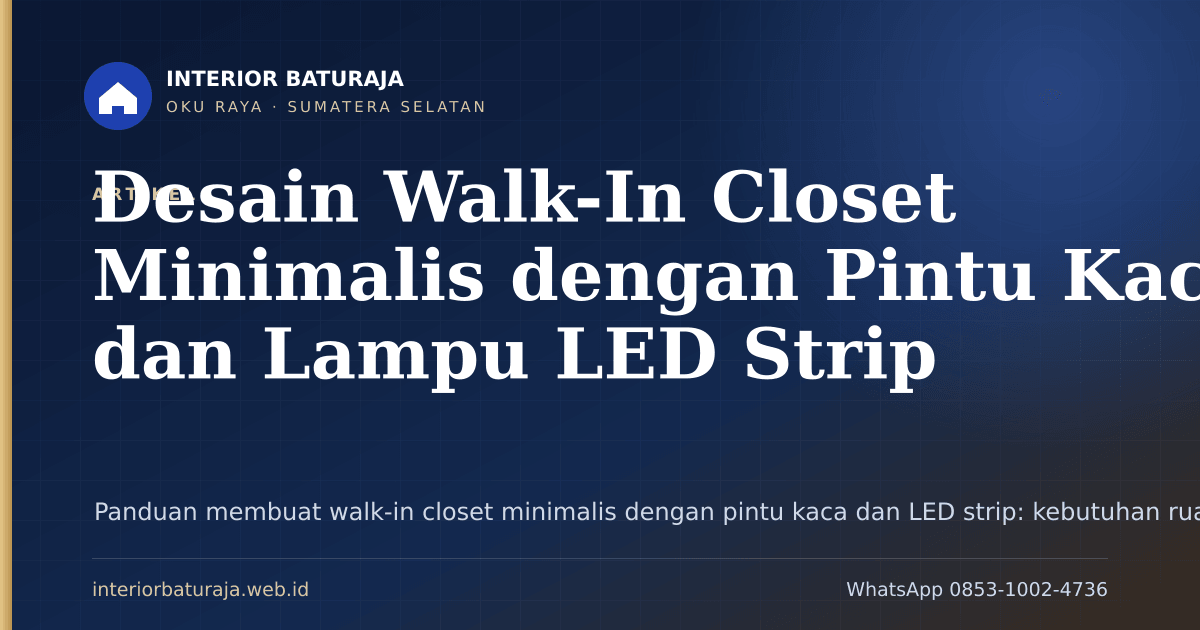 INTERIOR BATURAJA
OKU RAYA · SUMATERA SELATAN
Desain Walk-In Closet
Minimalis dengan Pintu Kac
dan Lampu LED Strip
Panduan membuat walk-in closet minimalis dengan pintu kaca dan LED strip: kebutuhan rua
interiorbaturaja.web.id
WhatsApp 0853-1002-4736